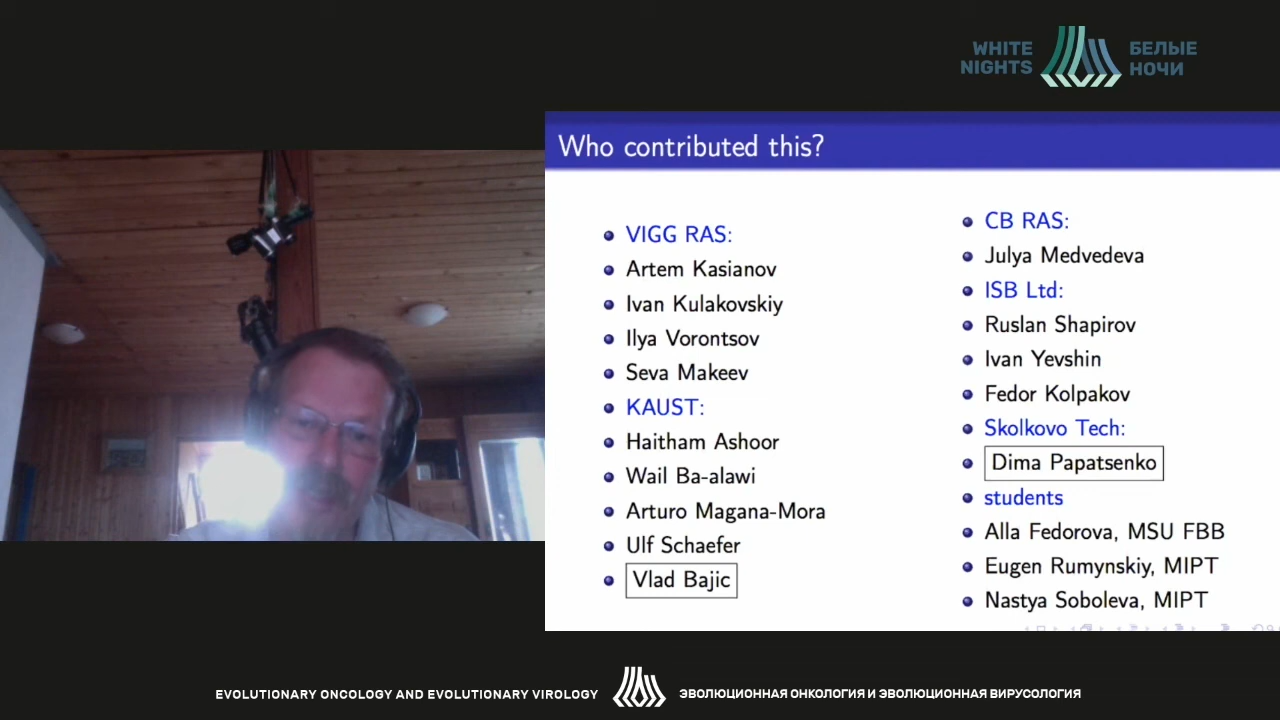 WHITE
NIGHTS
БЕЛЫЕ
НОЧИ
Who contributed this?
VIGG RAS:
Artem Kasianov
Ivan Kulakovskiy
Ilya Vorontsov
Seva Makeev
KAUST:
Haitham Ashoor
Wail Ba-alawi
Arturo Magana-Mora
Ulf Schaefer
Vlad Bajic
CB RAS:
Julya Medvedeva
ISB Ltd:
Ruslan Shapirov
Ivan Yevshin
Fedor Kolpakov
Skolkovo Tech:
Dima Papatsenko
students
Alla Fedorova, MSU FBB
Eugen Rumynskiy, MIPT
Nastya Soboleva, MIPT
EVOLUTIONARY ONCOLOGY AND EVOLUTIONARY VIROLOGY
ЭВОЛЮЦИОННАЯ ОНКОЛОГИЯ И ЭВОЛЮЦИОННАЯ ВИРУСОЛОГИЯ